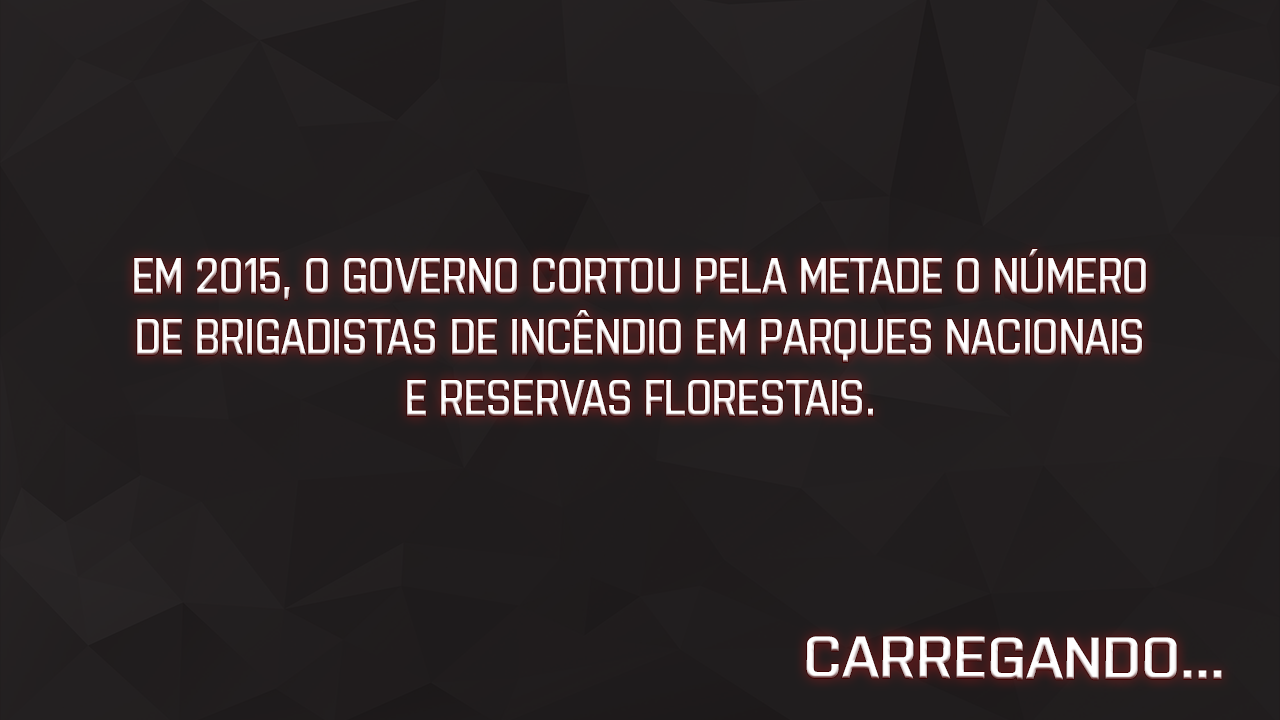 EM 2015, O GOVERNO CORTOU PELA METADE O NÚMERO
DE BRIGADISTAS DE INCÊNDIO EM PARQUES NACIONAIS
E RESERVAS FLORESTAIS.
CARREGANDO...